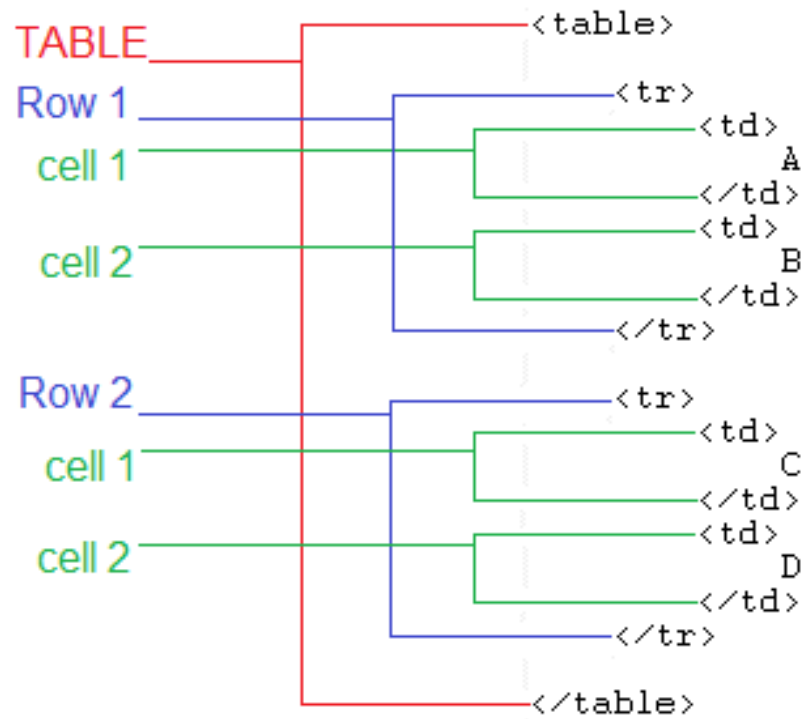 TABLE <table>
Row 1 <tr>
<td>
cell 1 A
</td>
<td>
cell 2 B
</td>
</tr>
Row 2 <tr>
<td>
cell 1 C
</td>
<td>
cell 2 D
</td>
</tr>
</table>